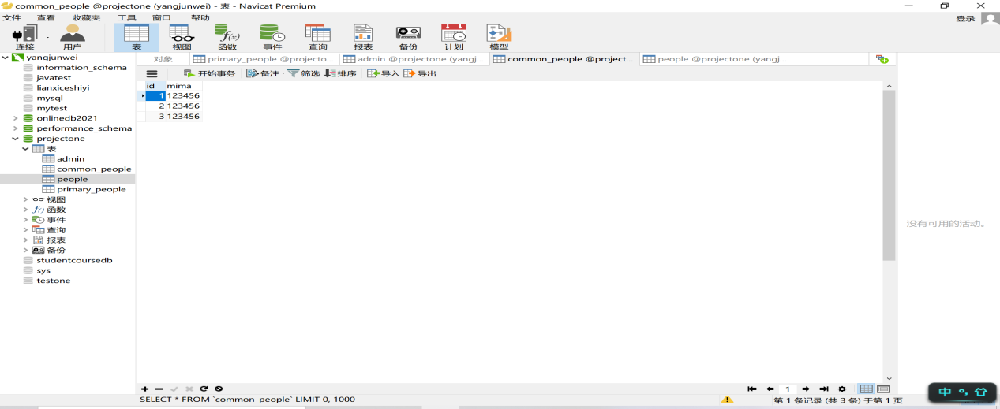 common_people @projectone (yangjunwei) - 表 - Navicat Premium
文件 查看 收藏夹 工具 窗口 帮助
登录
连接 用户 表 视图 函数 事件 查询 报表 备份 计划 模型
yangjunwei
information_schema
javatest
lianxiceshiyi
mysql
mytest
onlinedb2021
performance_schema
projectone
表
admin
common_people
people
primary_people
视图
函数
事件
查询
报表
备份
studentcoursedb
sys
testone
对象 primary_people @projecto... admin @projectone (yangj... common_people @project... people @projectone (yangj...
开始事务 备注 筛选 排序 导入 导出
id mima
1 123456
2 123456
3 123456
没有可用的活动。
1
SELECT * FROM `common_people` LIMIT 0, 1000
第 1 条记录 (共 3 条) 于第 1 页
中